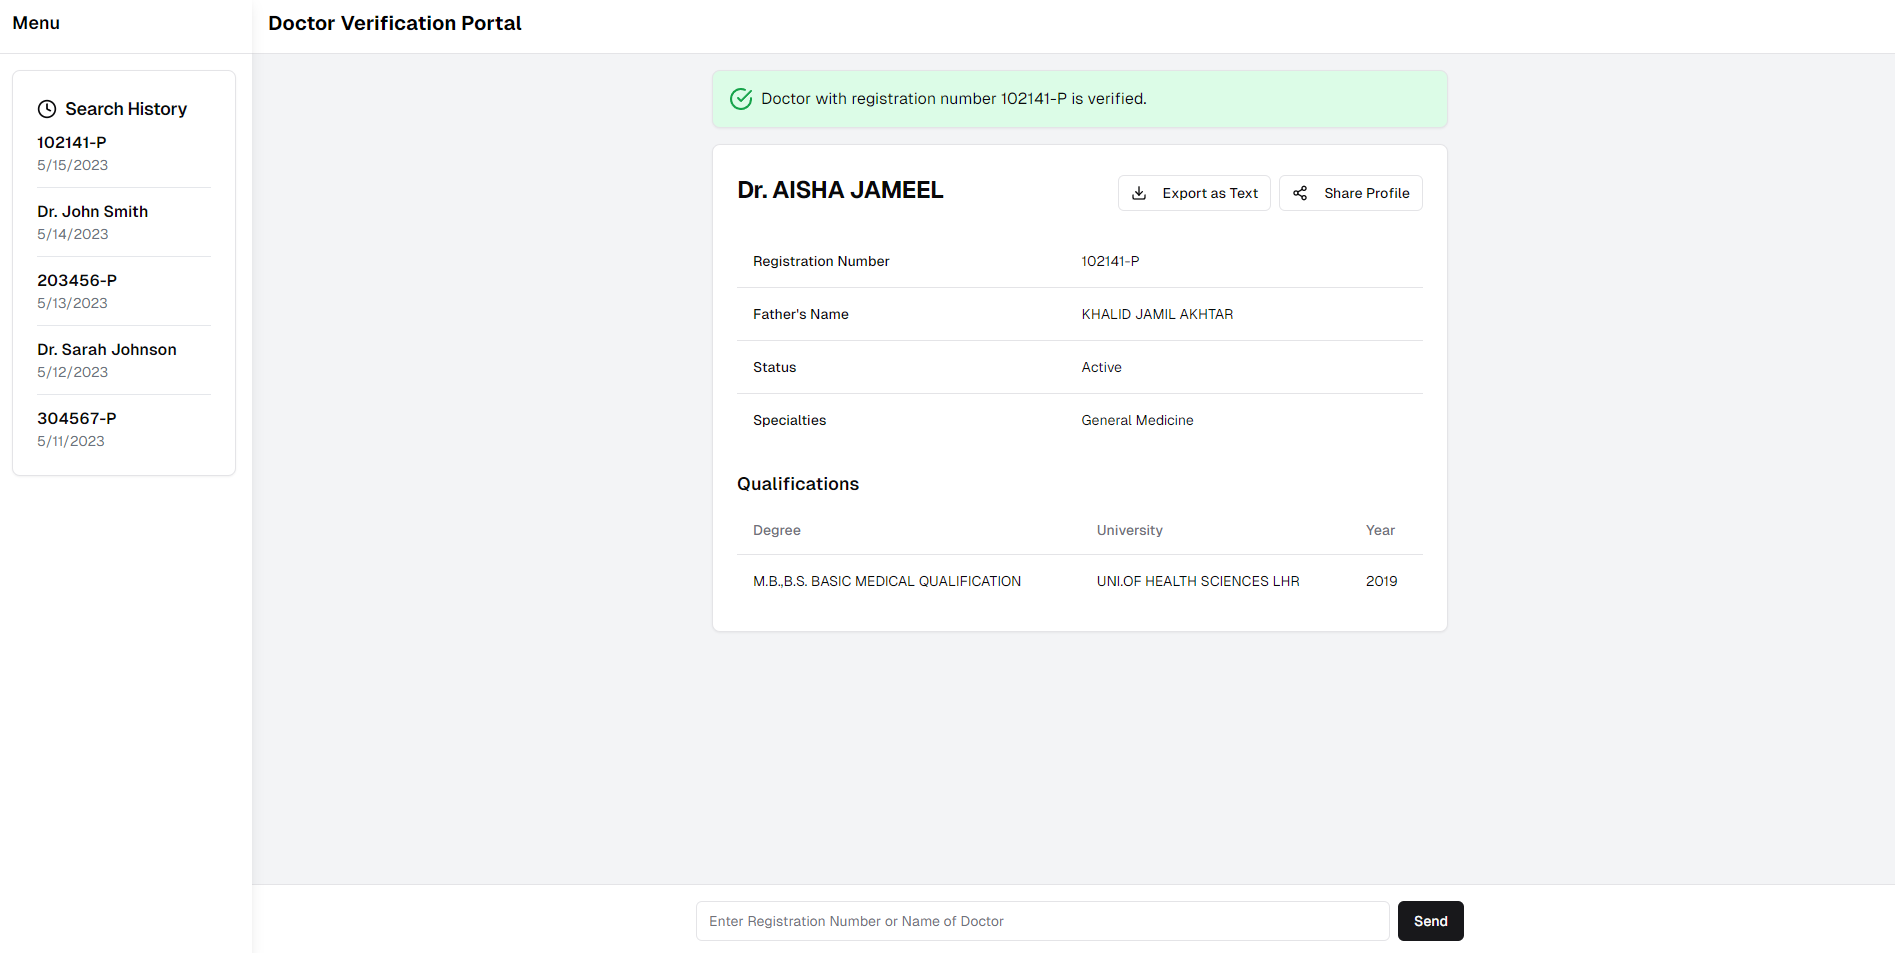 Menu
Doctor Verification Portal
Search History
102141-P
5/15/2023
Dr. John Smith
5/14/2023
203456-P
5/13/2023
Dr. Sarah Johnson
5/12/2023
304567-P
5/11/2023
Doctor with registration number 102141-P is verified.
Dr. AISHA JAMEEL
Export as Text
Share Profile
Registration Number 102141-P
Father's Name KHALID JAMIL AKHTAR
Status Active
Specialties General Medicine
Qualifications
Degree University Year
M.B.,B.S. BASIC MEDICAL QUALIFICATION UNI.OF HEALTH SCIENCES LHR 2019
Enter Registration Number or Name of Doctor
Send